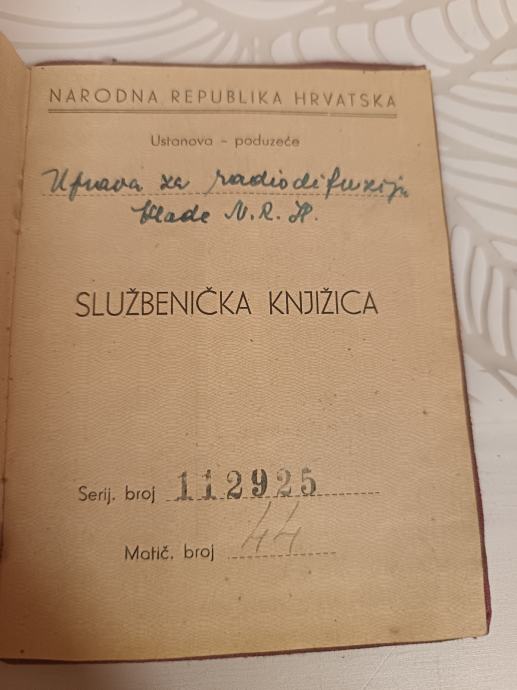 NARODNA REPUBLIKA HRVATSKA
Ustanova - poduzeće
Uprava za radiodifuziju
Vlade N. R. H.
SLUŽBENIČKA KNJIŽICA
Serij. broj 112925
Matič. broj 44